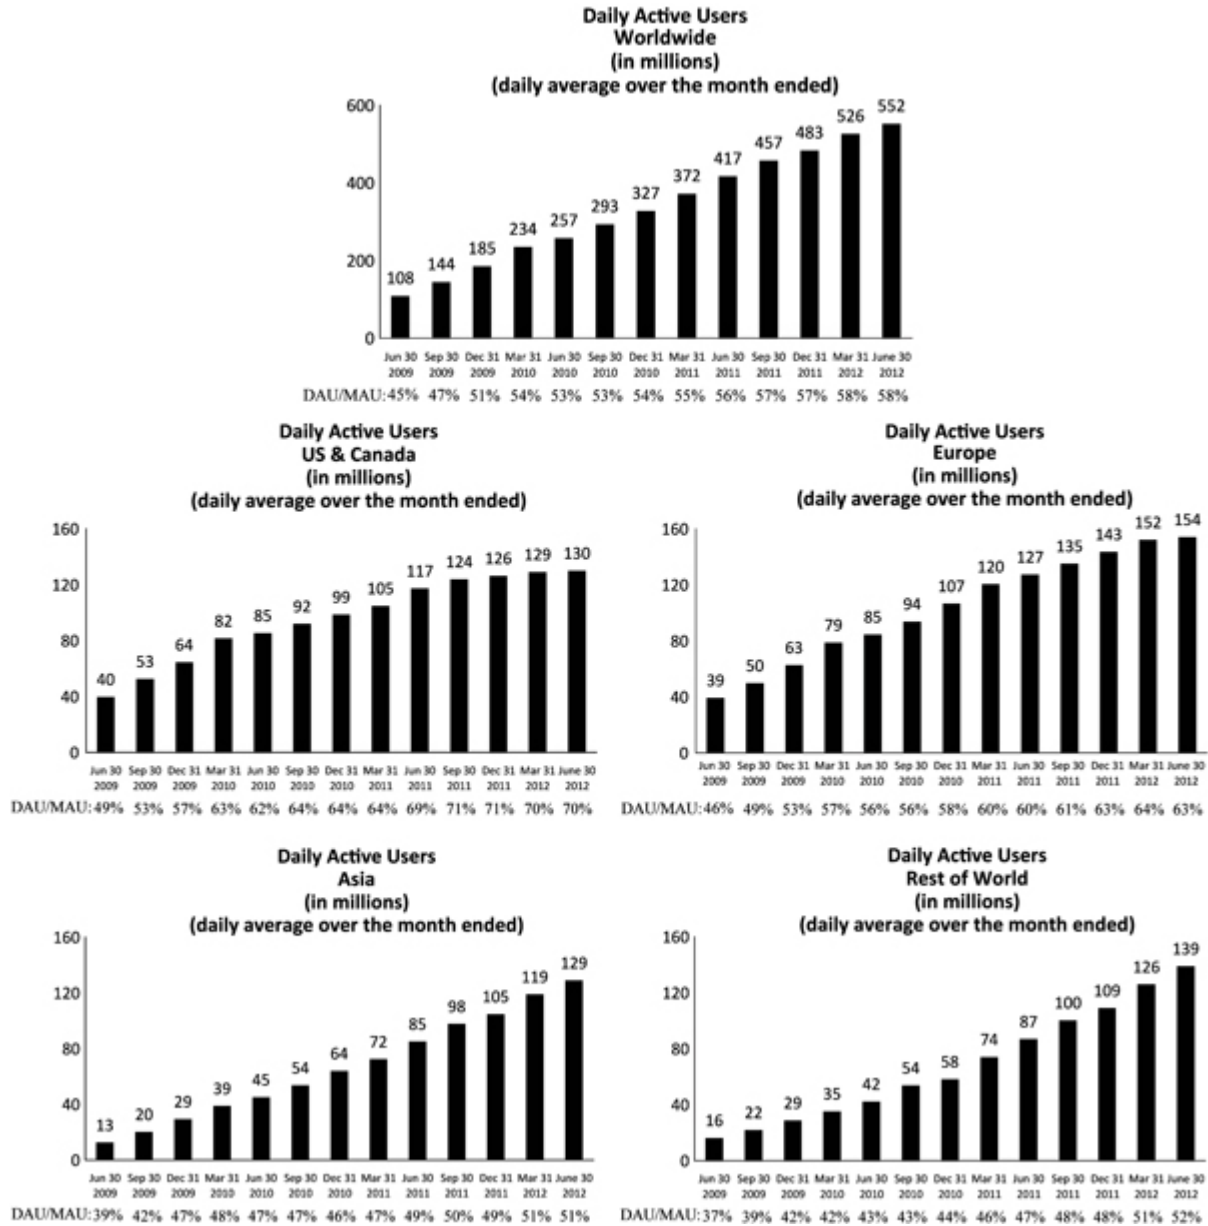 Daily Active Users
Worldwide
(in millions)
(daily average over the month ended)
600
400
200
0
108 144 185 234 257 293 327 372 417 457 483 526 552
Jun 30 Sep 30 Dec 31 Mar 31 Jun 30 Sep 30 Dec 31 Mar 31 Jun 30 Sep 30 Dec 31 Mar 31 June 30
2009 2009 2009 2010 2010 2010 2010 2011 2011 2011 2011 2012 2012
DAU/MAU: 45% 47% 51% 54% 53% 53% 54% 55% 56% 57% 57% 58% 58%
Daily Active Users
US & Canada
(in millions)
(daily average over the month ended)
160
120
80
40
0
40 53 64 82 85 92 99 105 117 124 126 129 130
Jun 30 Sep 30 Dec 31 Mar 31 Jun 30 Sep 30 Dec 31 Mar 31 Jun 30 Sep 30 Dec 31 Mar 31 June 30
2009 2009 2009 2010 2010 2010 2010 2011 2011 2011 2011 2012 2012
DAU/MAU: 49% 53% 57% 63% 62% 64% 64% 64% 69% 71% 71% 70% 70%
Daily Active Users
Europe
(in millions)
(daily average over the month ended)
160
120
80
40
0
39 50 63 79 85 94 107 120 127 135 143 152 154
Jun 30 Sep 30 Dec 31 Mar 31 Jun 30 Sep 30 Dec 31 Mar 31 Jun 30 Sep 30 Dec 31 Mar 31 June 30
2009 2009 2009 2010 2010 2010 2010 2011 2011 2011 2011 2012 2012
DAU/MAU: 46% 49% 53% 57% 56% 56% 58% 60% 60% 61% 63% 64% 63%
Daily Active Users
Asia
(in millions)
(daily average over the month ended)
160
120
80
40
0
13 20 29 39 45 54 64 72 85 98 105 119 129
Jun 30 Sep 30 Dec 31 Mar 31 Jun 30 Sep 30 Dec 31 Mar 31 Jun 30 Sep 30 Dec 31 Mar 31 June 30
2009 2009 2009 2010 2010 2010 2010 2011 2011 2011 2011 2012 2012
DAU/MAU: 39% 42% 47% 48% 47% 47% 46% 47% 49% 50% 49% 51% 51%
Daily Active Users
Rest of World
(in millions)
(daily average over the month ended)
160
120
80
40
0
16 22 29 35 42 54 58 74 87 100 109 126 139
Jun 30 Sep 30 Dec 31 Mar 31 Jun 30 Sep 30 Dec 31 Mar 31 Jun 30 Sep 30 Dec 31 Mar 31 June 30
2009 2009 2009 2010 2010 2010 2010 2011 2011 2011 2011 2012 2012
DAU/MAU: 37% 39% 42% 42% 43% 43% 44% 46% 47% 48% 48% 51% 52%